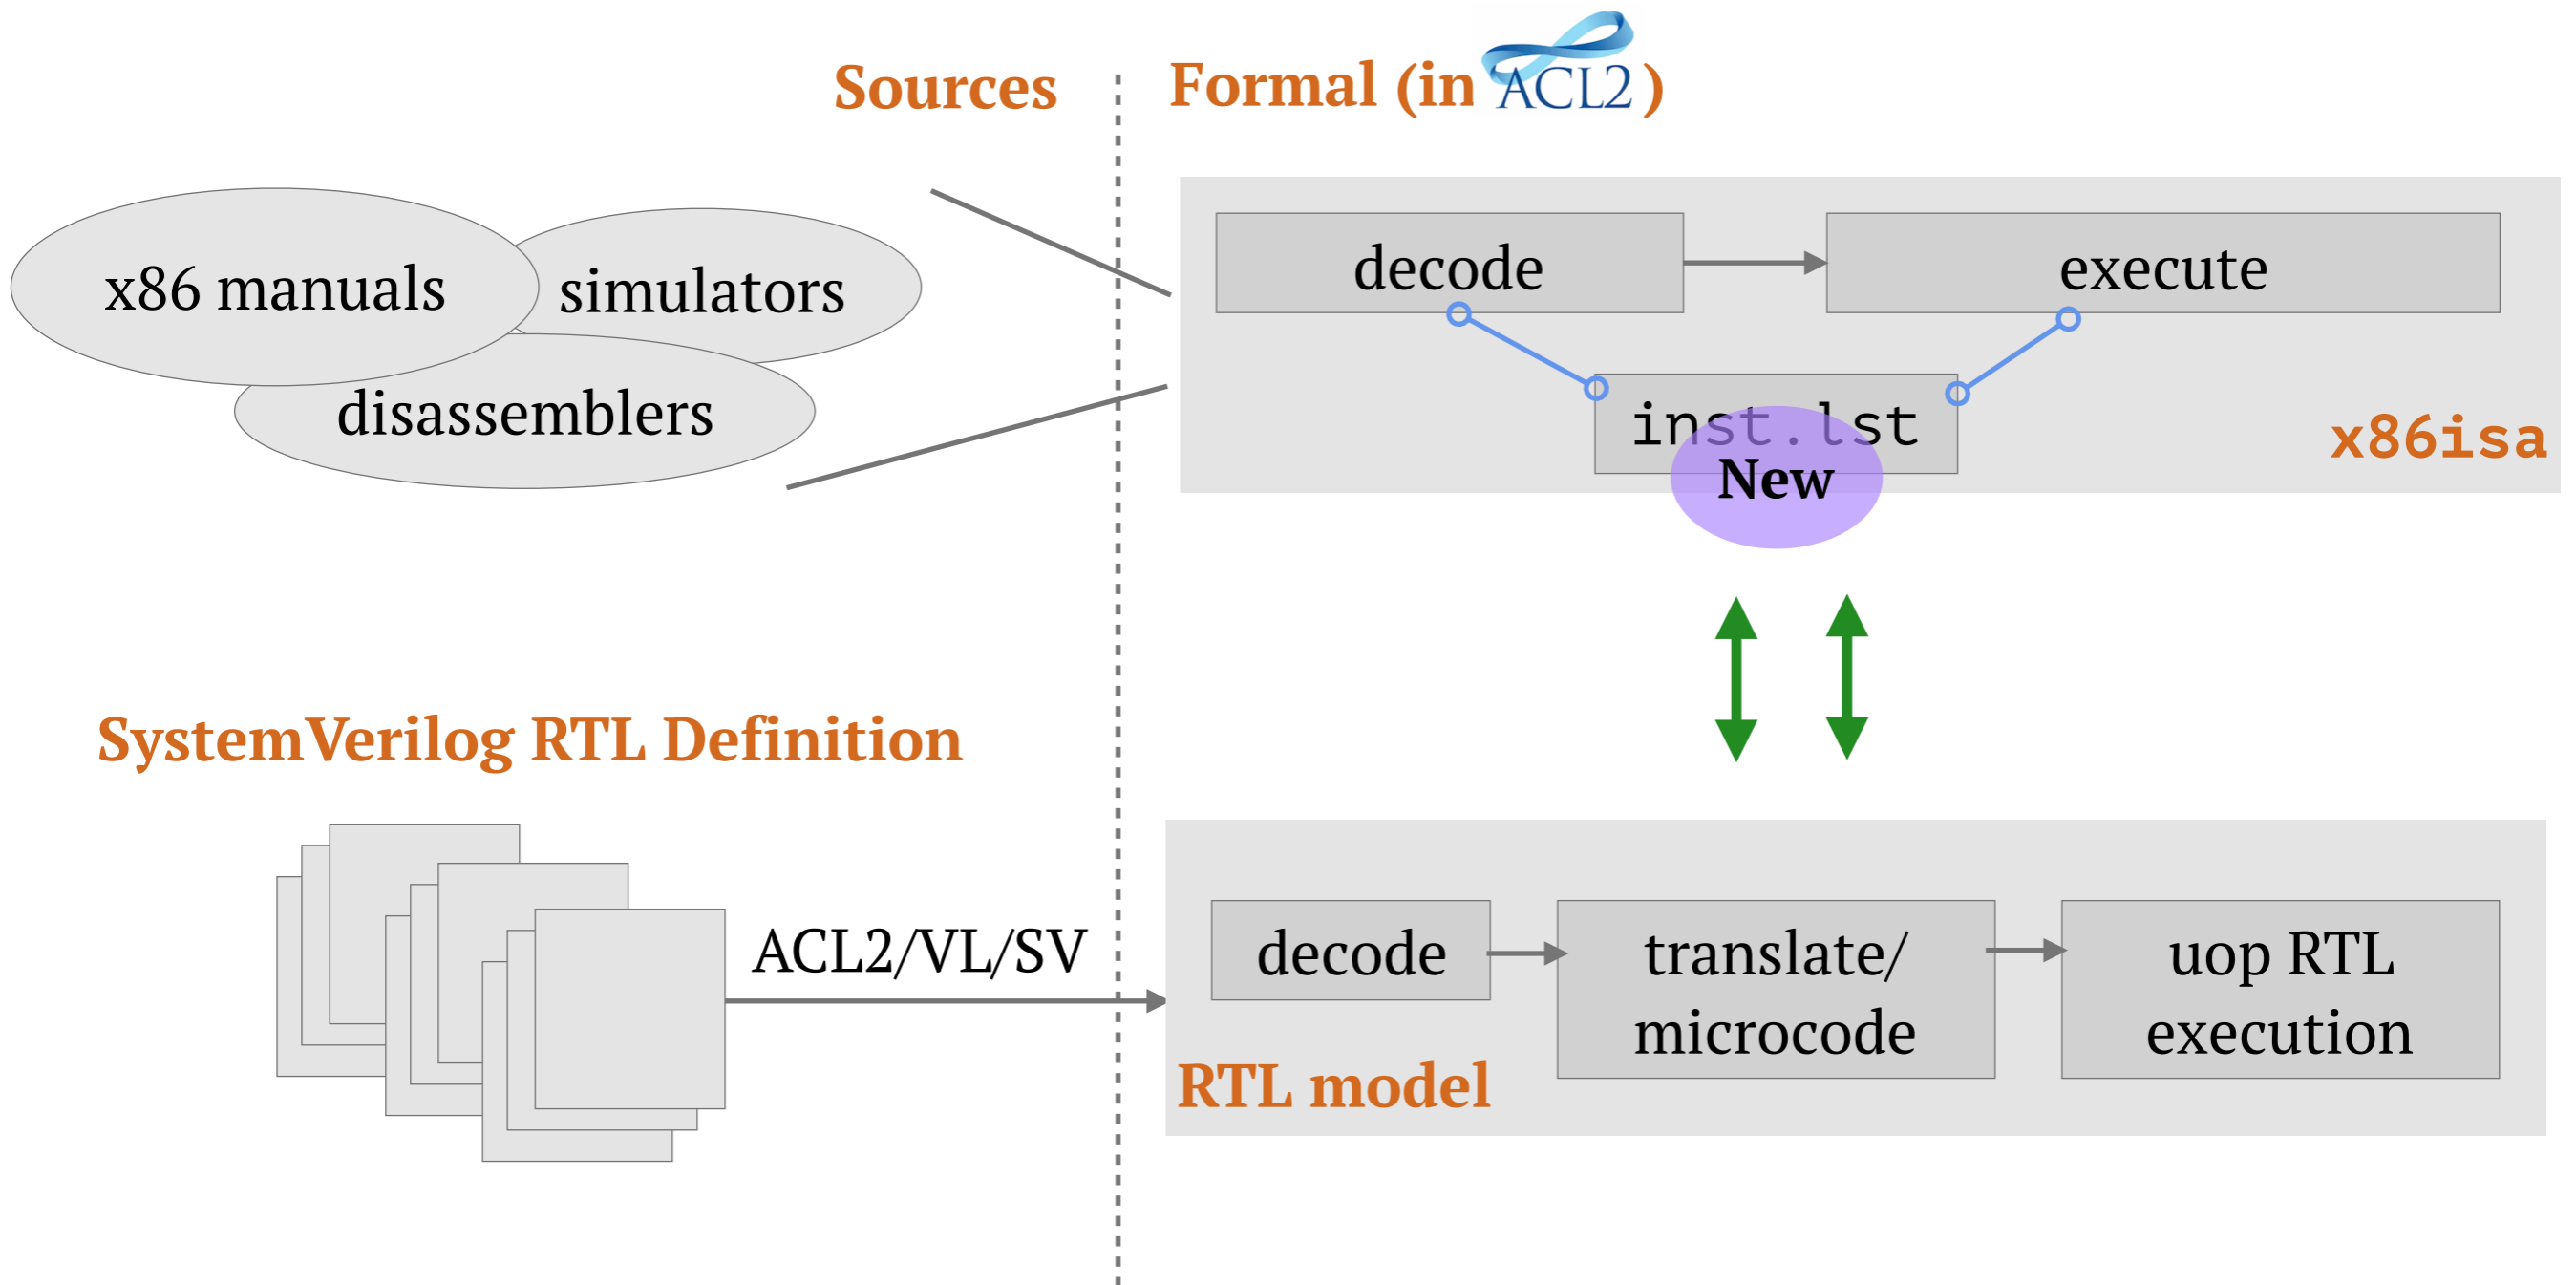 Sources
Formal (in ACL2 )
x86 manuals
simulators
disassemblers
decode
execute
inst.lst
New
x86isa
SystemVerilog RTL Definition
ACL2/VL/SV
decode
translate/
microcode
uop RTL
execution
RTL model